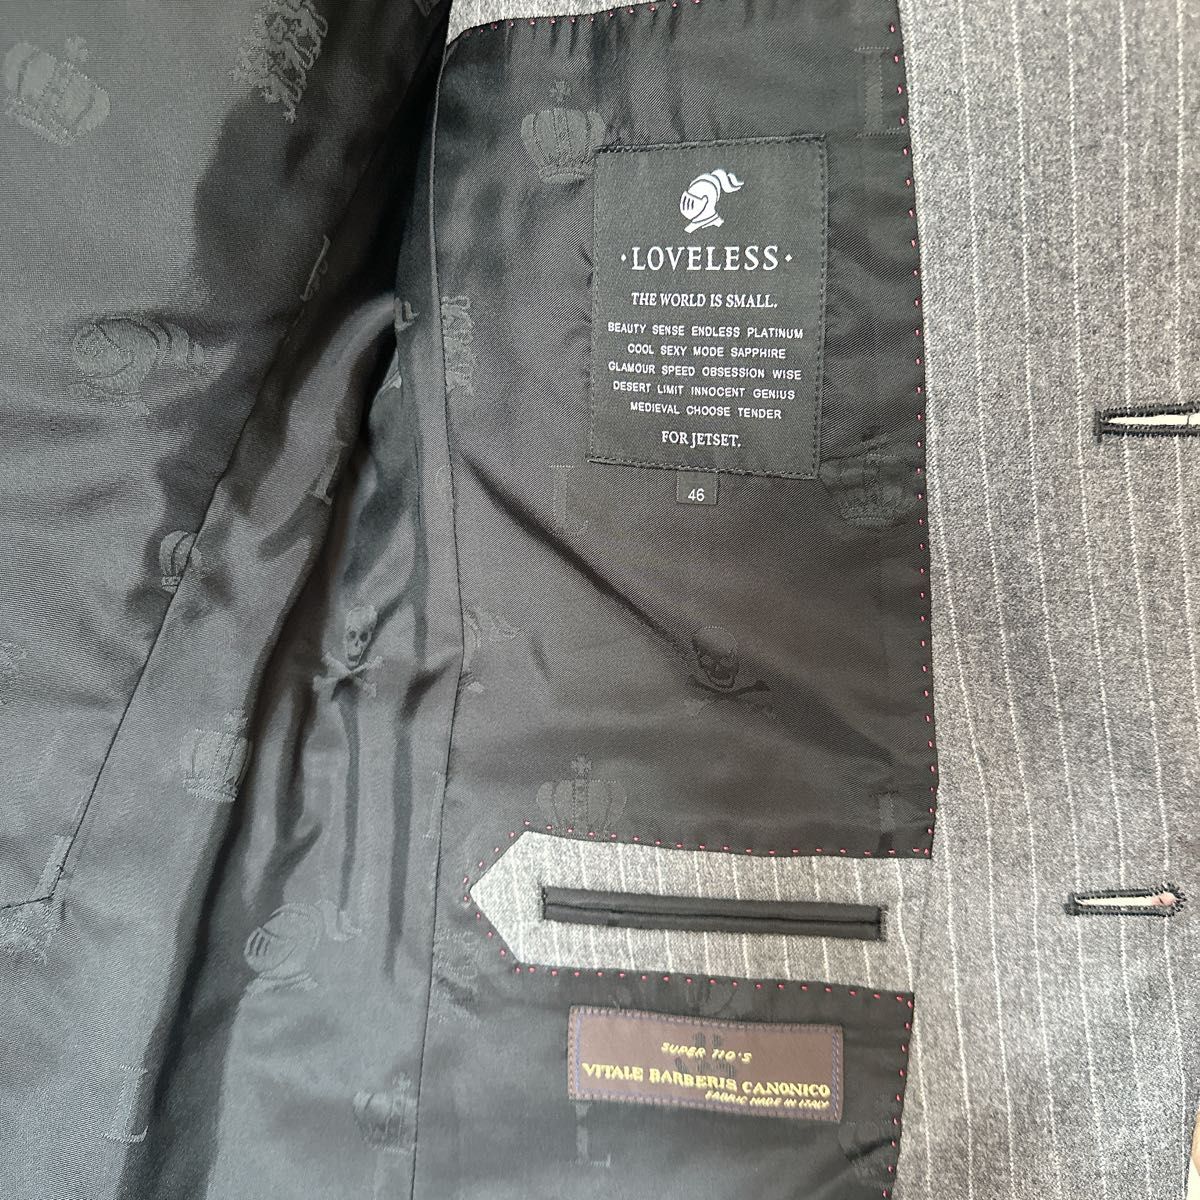 ·LOVELESS·
THE WORLD IS SMALL.
BEAUTY SENSE ENDLESS PLATINUM
COOL SEXY MODE SAPPHIRE
GLAMOUR SPEED OBSESSION WISE
DESERT LIMIT INNOCENT GENIUS
MEDIEVAL CHOOSE TENDER
FOR JETSET.
46
SUPER 110'S
VITALE BARBERIS CANONICO
FABRIC MADE IN ITALY